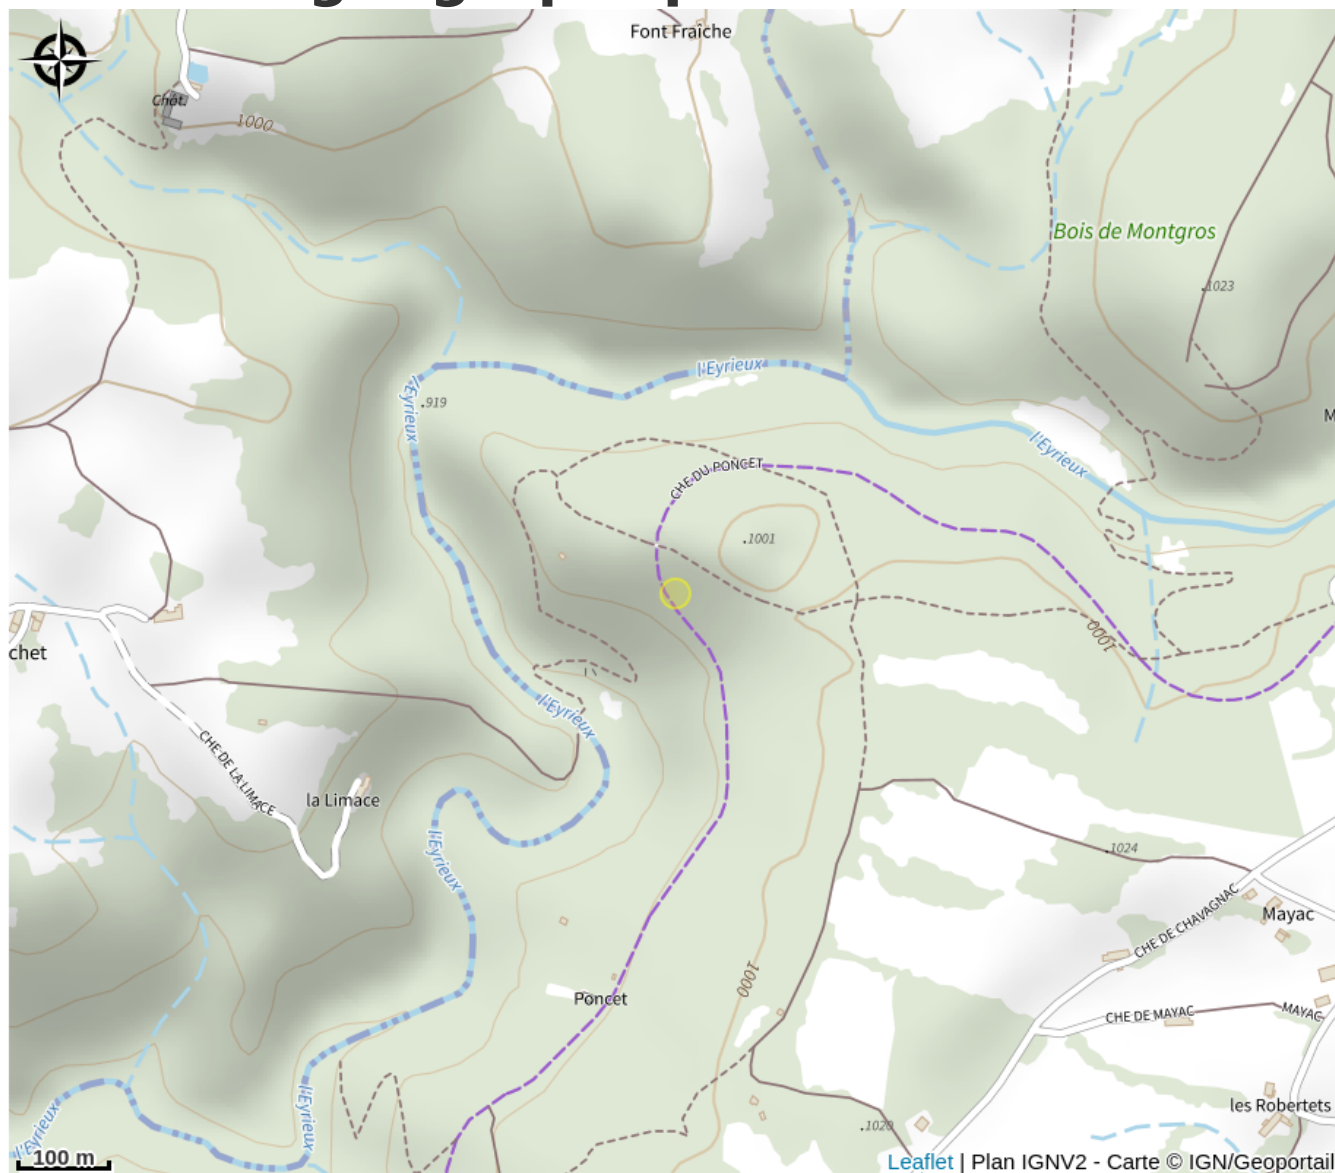 Font Fraîche
Chât.
1000
Bois de Montgros
.1023
l'Eyrieux
l'Eyrieux
.919
M
l'Eyrieux
CHE DU PONCET
.1001
1000
chet
l'Eyrieux
CHE DE LA LIMACE
la Limace
l'Eyrieux
.1024
CHE DE CHAVAGNAC
Mayac
1000
Poncet
CHE DE MAYAC
MAYAC
l'Eyrieux
l'Eyrieux
les Robertets
.1020
100 m
Leaflet | Plan IGNV2 - Carte © IGN/Geoportail